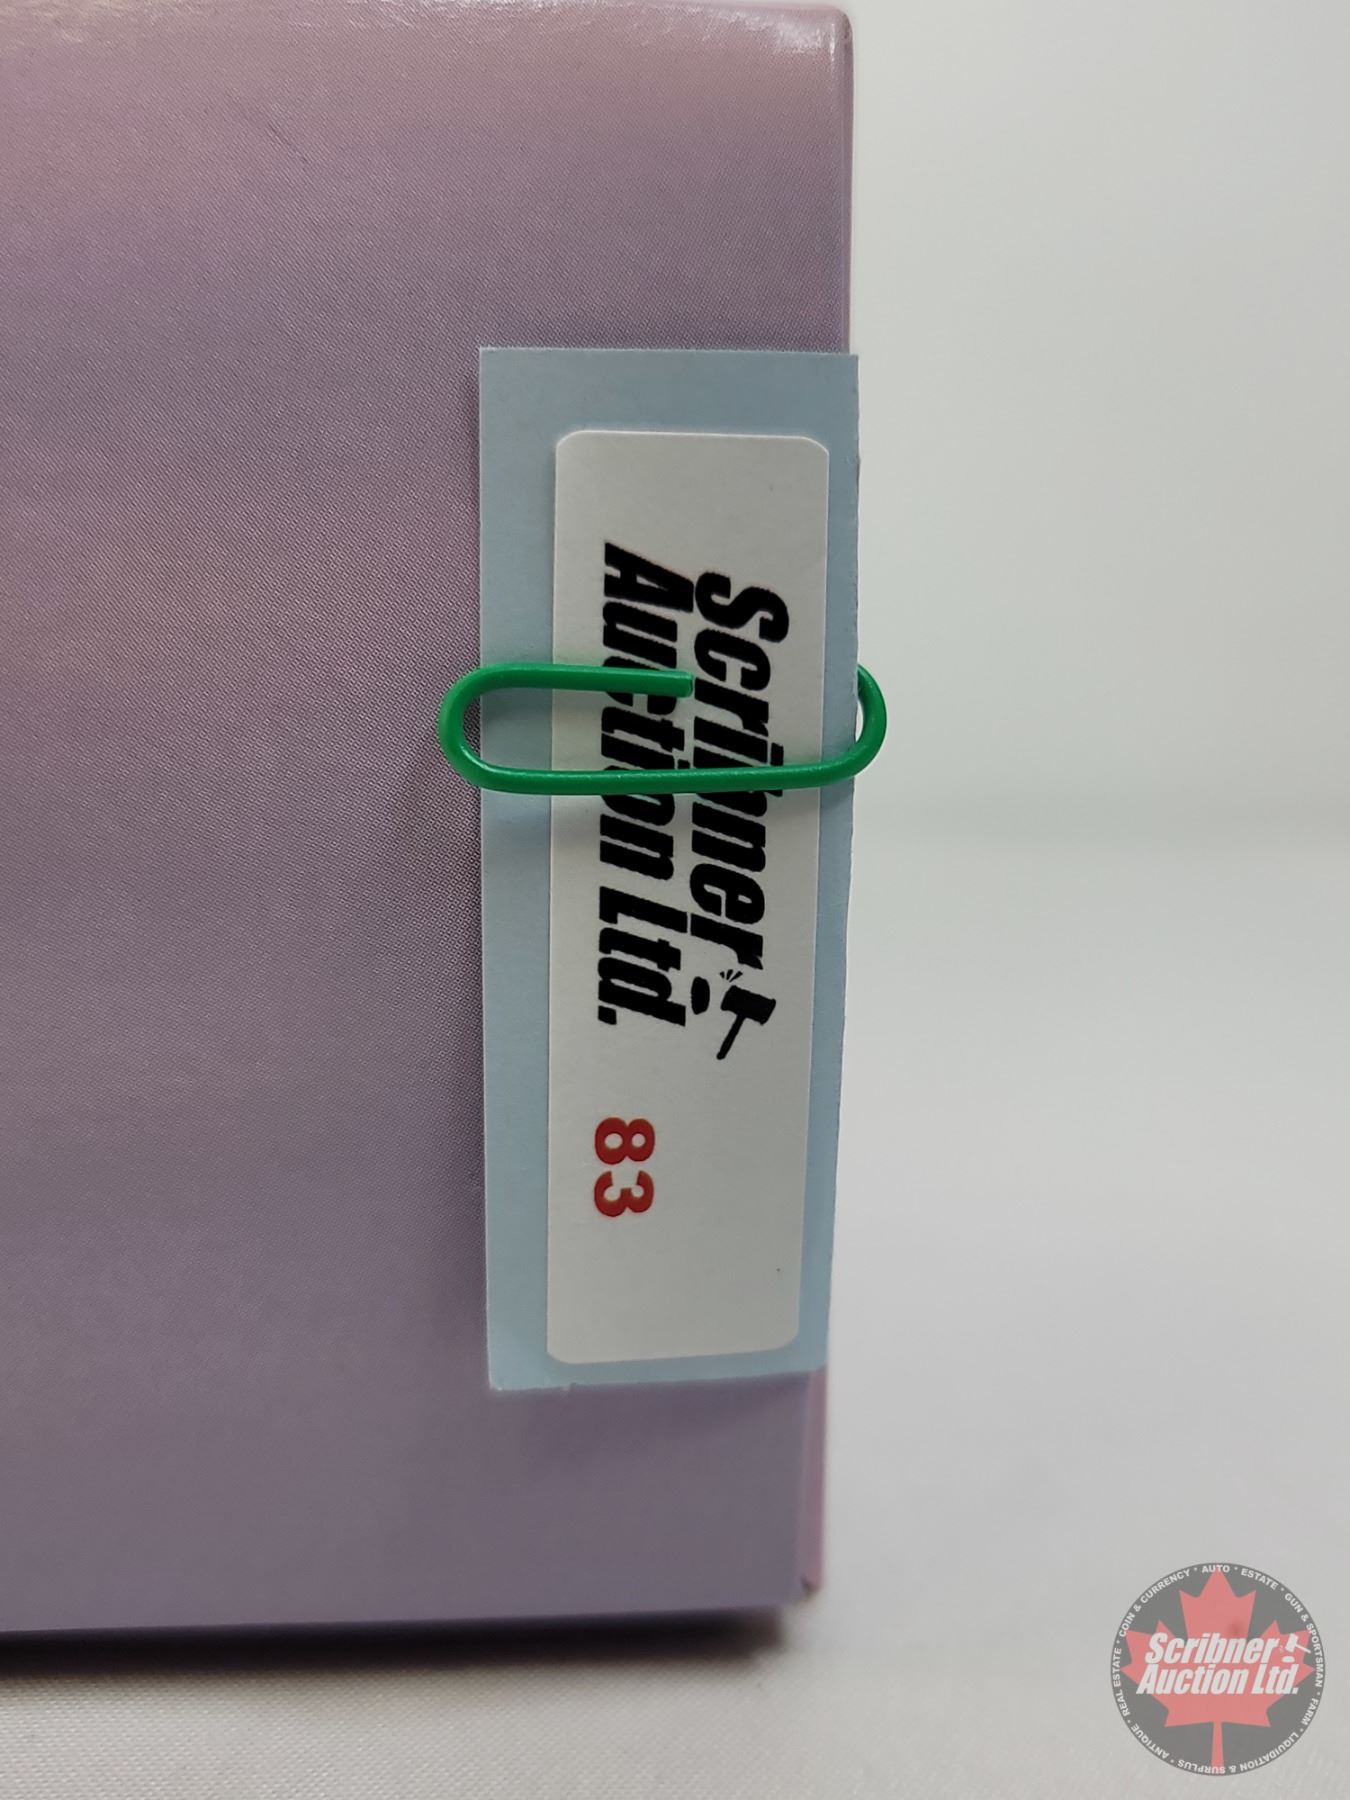 Scribner
Auction Ltd.
83
Scribner
Auction Ltd.
COIN & CURRENCY · AUTO · ESTATE · GUN & SPORTSMAN · FARM · LIQUIDATION & SURPLUS · ANTIQUE · REAL ESTATE ·